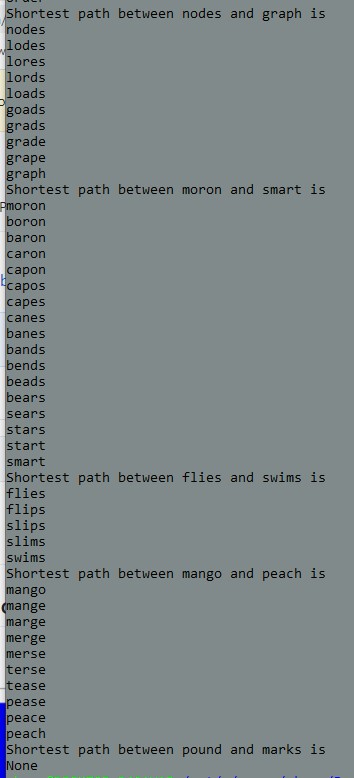 Shortest path between nodes and graph is
nodes
lodes
lores
lords
loads
goads
grads
grade
grape
graph
Shortest path between moron and smart is
moron
boron
baron
caron
capon
capos
capes
canes
banes
bands
bends
beads
bears
sears
stars
start
smart
Shortest path between flies and swims is
flies
flips
slips
slims
swims
Shortest path between mango and peach is
mango
mange
marge
merge
merse
terse
tease
pease
peace
peach
Shortest path between pound and marks is
None